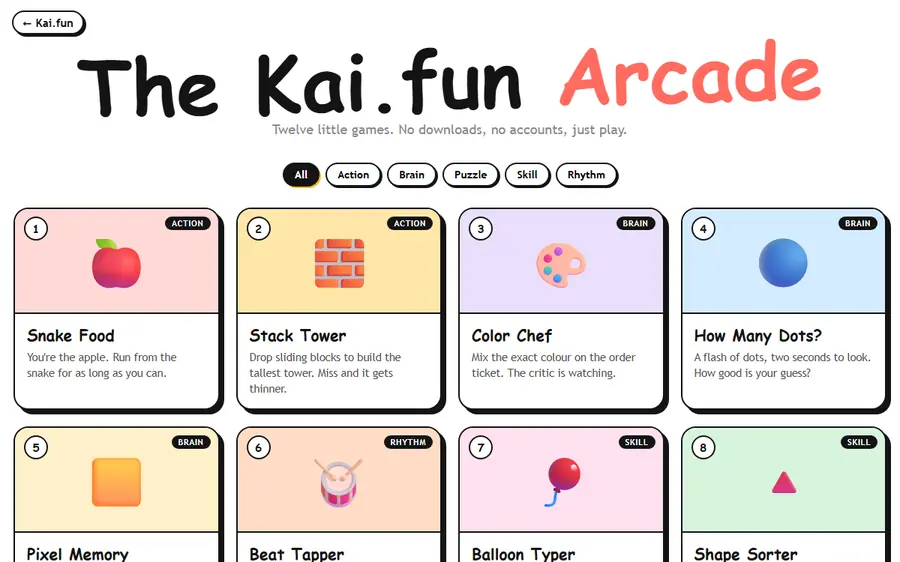 ← Kai.fun
The Kai.fun Arcade
Twelve little games. No downloads, no accounts, just play.
All
Action
Brain
Puzzle
Skill
Rhythm
1
ACTION
Snake Food
You're the apple. Run from the
snake for as long as you can.
2
ACTION
Stack Tower
Drop sliding blocks to build the
tallest tower. Miss and it gets
thinner.
3
BRAIN
Color Chef
Mix the exact colour on the order
ticket. The critic is watching.
4
BRAIN
How Many Dots?
A flash of dots, two seconds to look.
How good is your guess?
5
BRAIN
Pixel Memory
6
RHYTHM
Beat Tapper
7
SKILL
Balloon Typer
8
SKILL
Shape Sorter